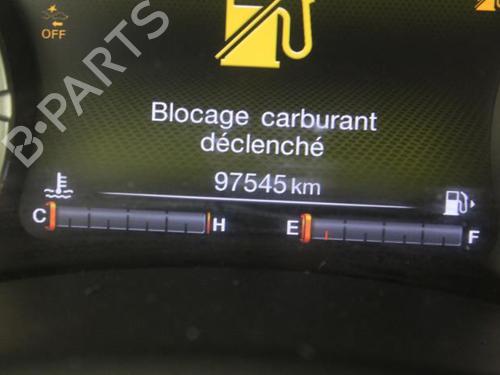 OFF
B-PARTS
Blocage carburant
déclenché
97545 km
C H E F